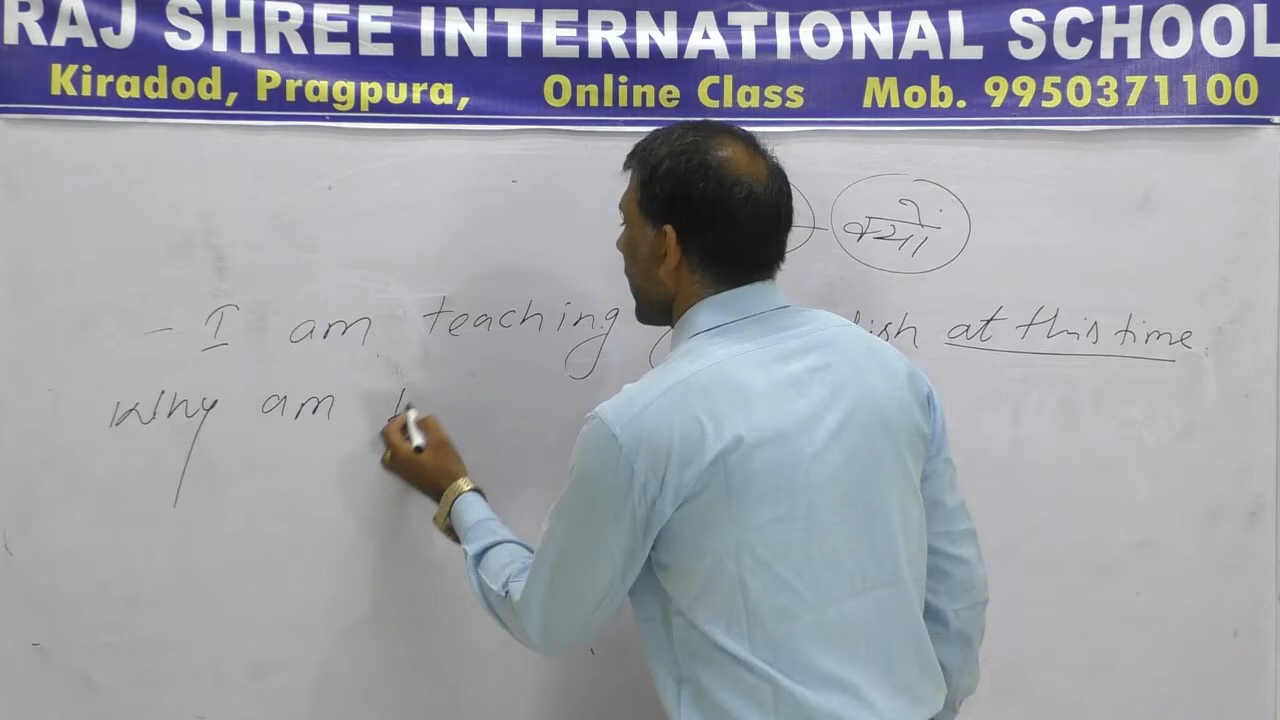 RAJ SHREE INTERNATIONAL SCHOOL
Kiradod, Pragpura, Online Class Mob. 9950371100
क्यों
- I am teaching at this time.
Why am